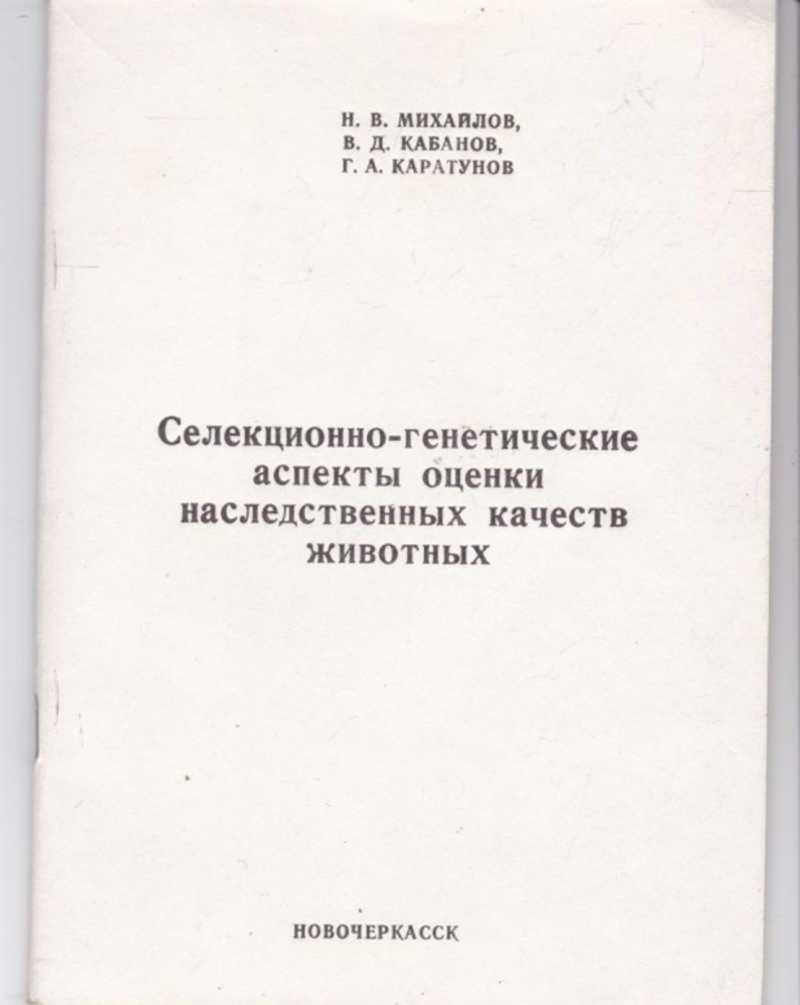 Н. В. МИХАЙЛОВ,
В. Д. КАБАНОВ,
Г. А. КАРАТУНОВ
Селекционно-генетические
аспекты оценки
наследственных качеств
животных
НОВОЧЕРКАССК